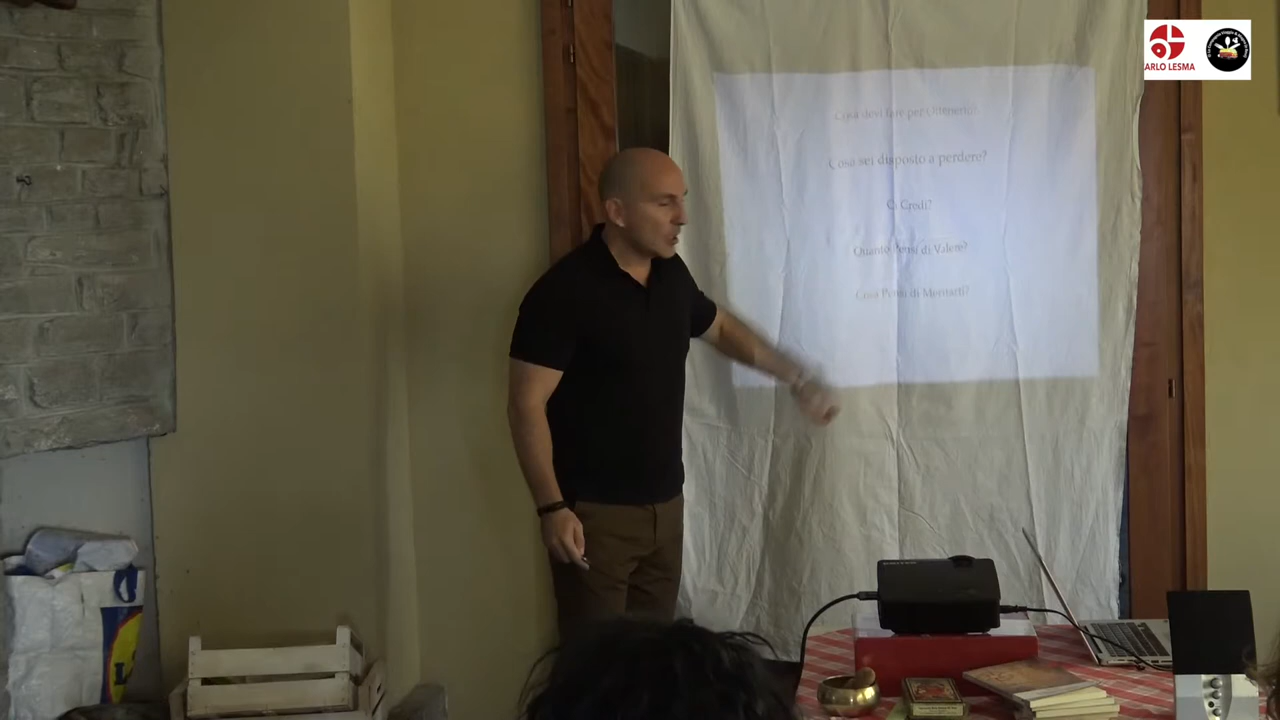 ARLO LESMA
Cosa devi fare per Ottenerlo?
Cosa sei disposto a perdere?
Ci Credi?
Quanto Pensi di Valere?
Cosa Pensi di Meritarti?